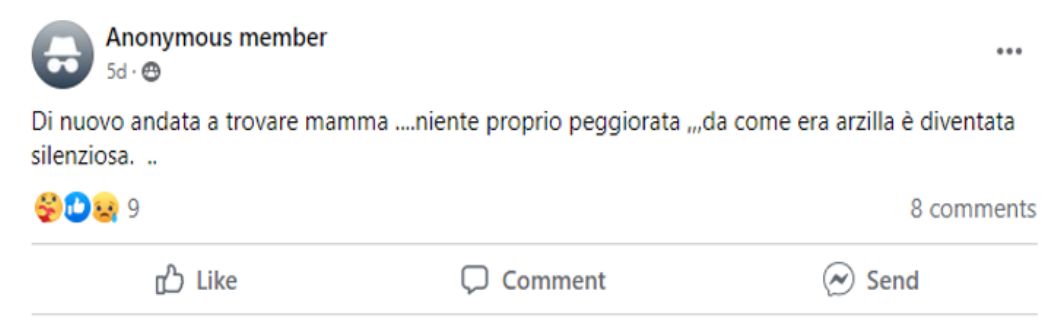 Anonymous member
5d ·
Di nuovo andata a trovare mamma ....niente proprio peggiorata ,,,da come era arzilla è diventata
silenziosa. ..
9
8 comments
Like
Comment
Send